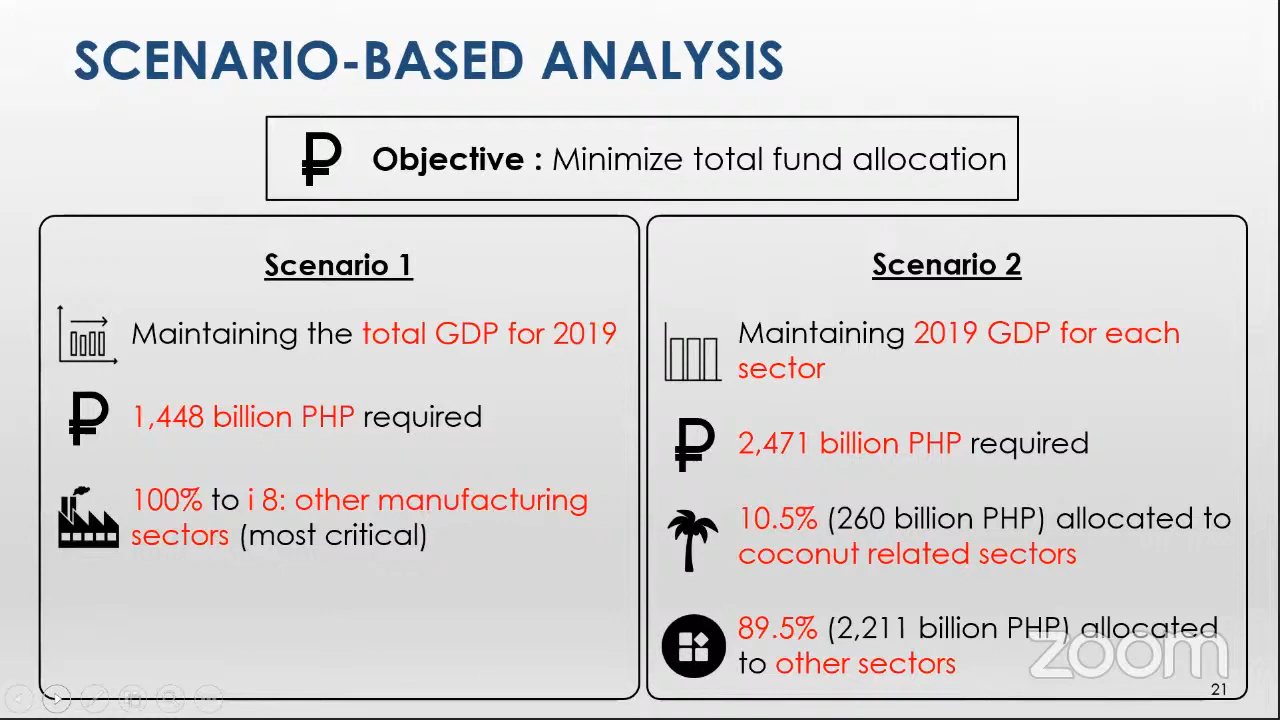 SCENARIO-BASED ANALYSIS
Objective : Minimize total fund allocation
Scenario 1
Maintaining the total GDP for 2019
1,448 billion PHP required
100% to i 8: other manufacturing
sectors (most critical)
Scenario 2
Maintaining 2019 GDP for each
sector
2,471 billion PHP required
10.5% (260 billion PHP) allocated to
coconut related sectors
89.5% (2,211 billion PHP) allocated
to other sectors
zoom
21